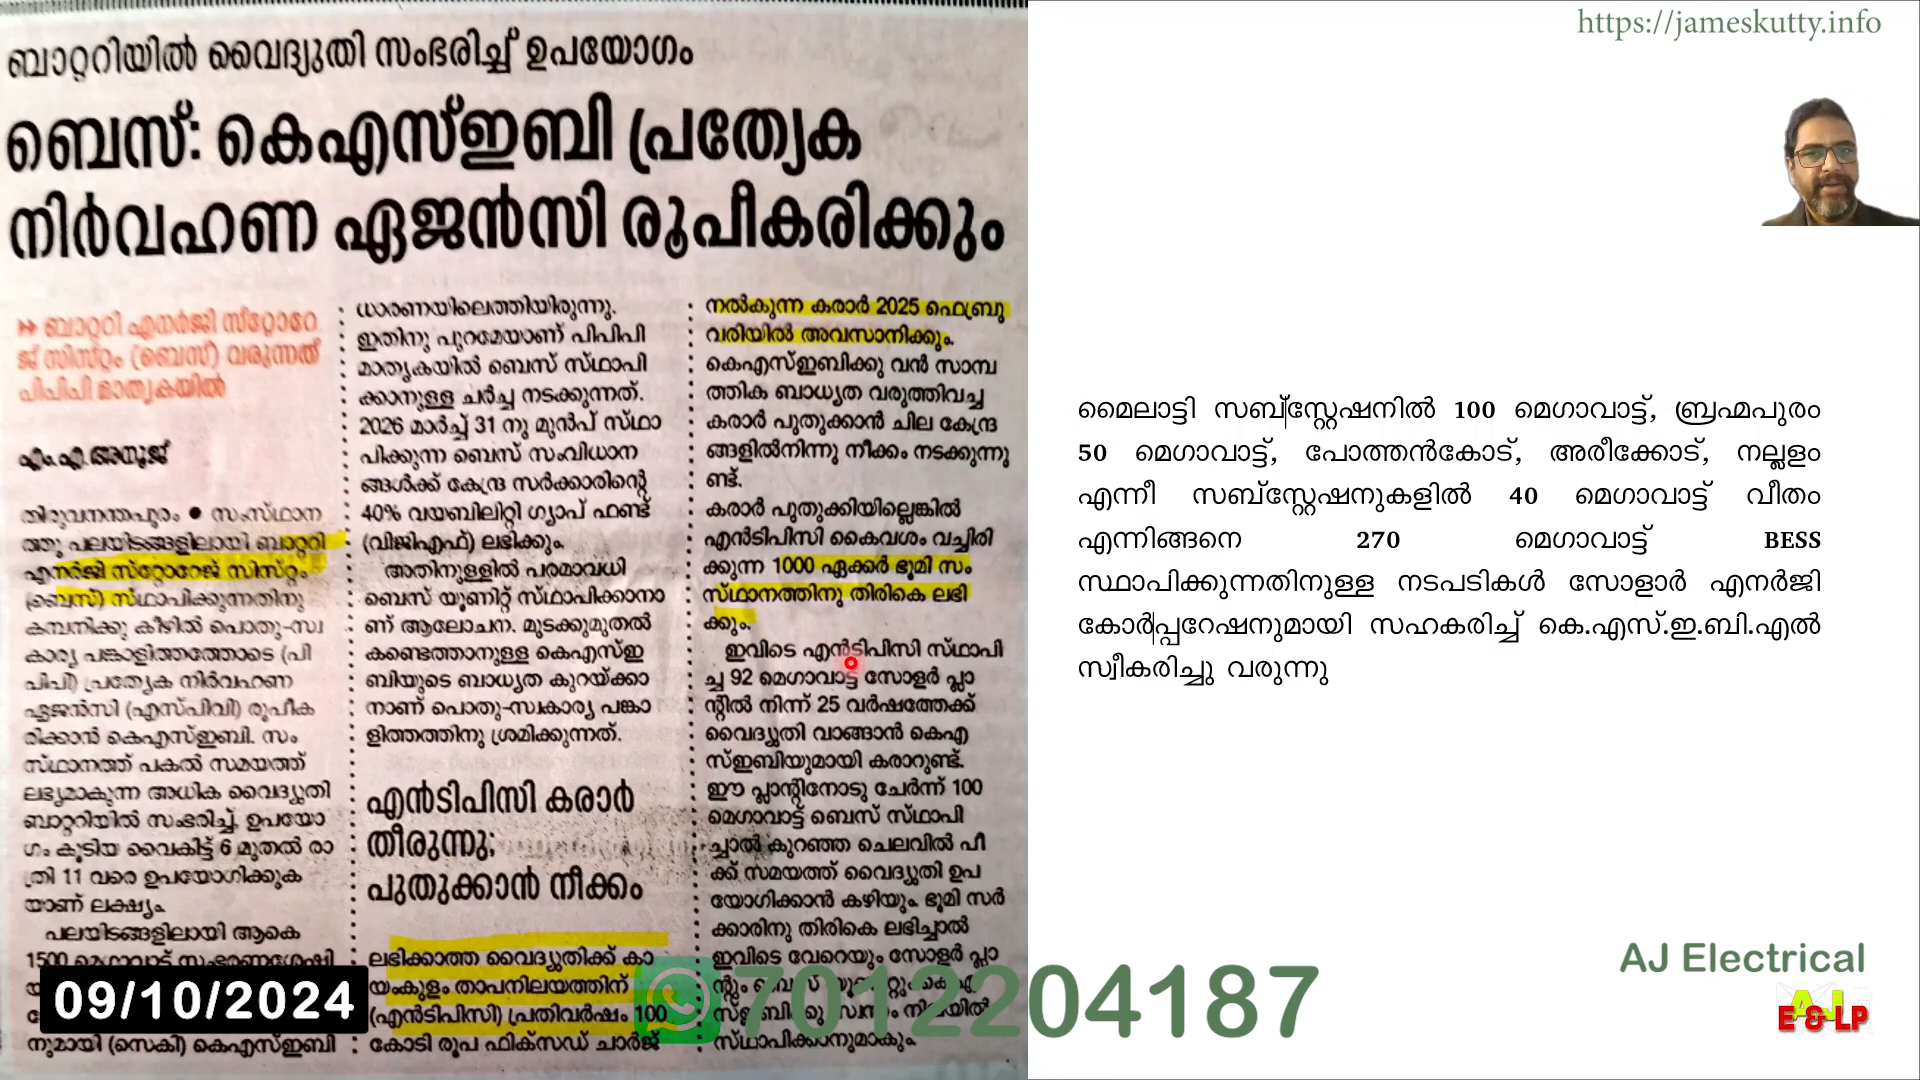 ബാറ്ററിയിൽ വൈദ്യുതി സംഭരിച്ച് ഉപയോഗം
ബെസ്: കെഎസ്ഇബി പ്രത്യേക
നിർവഹണ ഏജൻസി രൂപീകരിക്കും
›› ബാറ്ററി എനർജി സ്റ്റോറേ
ജ് സിസ്റ്റം (ബെസ്) വരുന്നത്
പിപിപി മാതൃകയിൽ
എം.എ.അനൂജ്
തിരുവനന്തപുരം ● സംസ്ഥാന
ത്തു പലയിടങ്ങളിലായി ബാറ്ററി
എനർജി സ്റ്റോറേജ് സിസ്റ്റം
(ബെസ്) സ്ഥാപിക്കുന്നതിനു
കമ്പനിക്കു കീഴിൽ പൊതു-സ്വ
കാര്യ പങ്കാളിത്തത്തോടെ (പി
പിപി) പ്രത്യേക നിർവഹണ
ഏജൻസി (എസ്പിവി) രൂപീക
രിക്കാൻ കെഎസ്ഇബി. സം
സ്ഥാനത്ത് പകൽ സമയത്ത്
ലഭ്യമാകുന്ന അധിക വൈദ്യുതി
ബാറ്ററിയിൽ സംഭരിച്ച്, ഉപയോ
ഗം കൂടിയ വൈകിട്ട് 6 മുതൽ രാ
ത്രി 11 വരെ ഉപയോഗിക്കുക
യാണ് ലക്ഷ്യം.
പലയിടങ്ങളിലായി ആകെ
1500 മെഗാവാട്ട് സംഭരണശേഷി
നുമായി (സെകി) കെഎസ്ഇബി
ധാരണയിലെത്തിയിരുന്നു.
ഇതിനു പുറമേയാണ് പിപിപി
മാതൃകയിൽ ബെസ് സ്ഥാപി
ക്കാനുള്ള ചർച്ച നടക്കുന്നത്.
2026 മാർച്ച് 31 നു മുൻപ് സ്ഥാ
പിക്കുന്ന ബെസ് സംവിധാന
ങ്ങൾക്ക് കേന്ദ്ര സർക്കാരിന്റെ
40% വയബിലിറ്റി ഗ്യാപ് ഫണ്ട്
(വിജിഎഫ്) ലഭിക്കും.
അതിനുള്ളിൽ പരമാവധി
ബെസ് യൂണിറ്റ് സ്ഥാപിക്കാനാ
ണ് ആലോചന. മുടക്കുമുതൽ
കണ്ടെത്താനുള്ള കെഎസ്ഇ
ബിയുടെ ബാധ്യത കുറയ്ക്കാ
നാണ് പൊതു-സ്വകാര്യ പങ്കാ
ളിത്തത്തിനു ശ്രമിക്കുന്നത്.
എൻടിപിസി കരാർ
തീരുന്നു;
പുതുക്കാൻ നീക്കം
ലഭിക്കാത്ത വൈദ്യുതിക്ക് കാ
യംകുളം താപനിലയത്തിന്
(എൻടിപിസി) പ്രതിവർഷം 100
കോടി രൂപ ഫിക്സഡ് ചാർജ്
നൽകുന്ന കരാർ 2025 ഫെബ്രു
വരിയിൽ അവസാനിക്കും.
കെഎസ്ഇബിക്കു വൻ സാമ്പ
ത്തിക ബാധ്യത വരുത്തിവച്ച
കരാർ പുതുക്കാൻ ചില കേന്ദ്ര
ങ്ങളിൽനിന്നു നീക്കം നടക്കുന്നു
ണ്ട്.
കരാർ പുതുക്കിയില്ലെങ്കിൽ
എൻടിപിസി കൈവശം വച്ചിരി
ക്കുന്ന 1000 ഏക്കർ ഭൂമി സം
സ്ഥാനത്തിനു തിരികെ ലഭി
ക്കും.
ഇവിടെ എൻടിപിസി സ്ഥാപി
ച്ച 92 മെഗാവാട്ട് സോളർ പ്ലാ
ന്റിൽ നിന്ന് 25 വർഷത്തേക്ക്
വൈദ്യുതി വാങ്ങാൻ കെഎ
സ്ഇബിയുമായി കരാറുണ്ട്.
ഈ പ്ലാന്റിനോടു ചേർന്ന് 100
മെഗാവാട്ട് ബെസ് സ്ഥാപി
ച്ചാൽ കുറഞ്ഞ ചെലവിൽ പീ
ക്ക് സമയത്ത് വൈദ്യുതി ഉപ
യോഗിക്കാൻ കഴിയും. ഭൂമി സർ
ക്കാരിനു തിരികെ ലഭിച്ചാൽ
ഇവിടെ വേറെയും സോളർ പ്ലാ
സ്ഥാപിക്കാനുമാകും.
09/10/2024
7012204187
https://jameskutty.info
മൈലാട്ടി സബ്സ്റ്റേഷനിൽ 100 മെഗാവാട്ട്, ബ്രഹ്മപുരം
50 മെഗാവാട്ട്, പോത്തൻകോട്, അരീക്കോട്, നല്ലളം
എന്നീ സബ്സ്റ്റേഷനുകളിൽ 40 മെഗാവാട്ട് വീതം
എന്നിങ്ങനെ 270 മെഗാവാട്ട് BESS
സ്ഥാപിക്കുന്നതിനുള്ള നടപടികൾ സോളാർ എനർജി
കോർപ്പറേഷനുമായി സഹകരിച്ച് കെ.എസ്.ഇ.ബി.എൽ
സ്വീകരിച്ചു വരുന്നു
AJ Electrical
AJ
E & LP